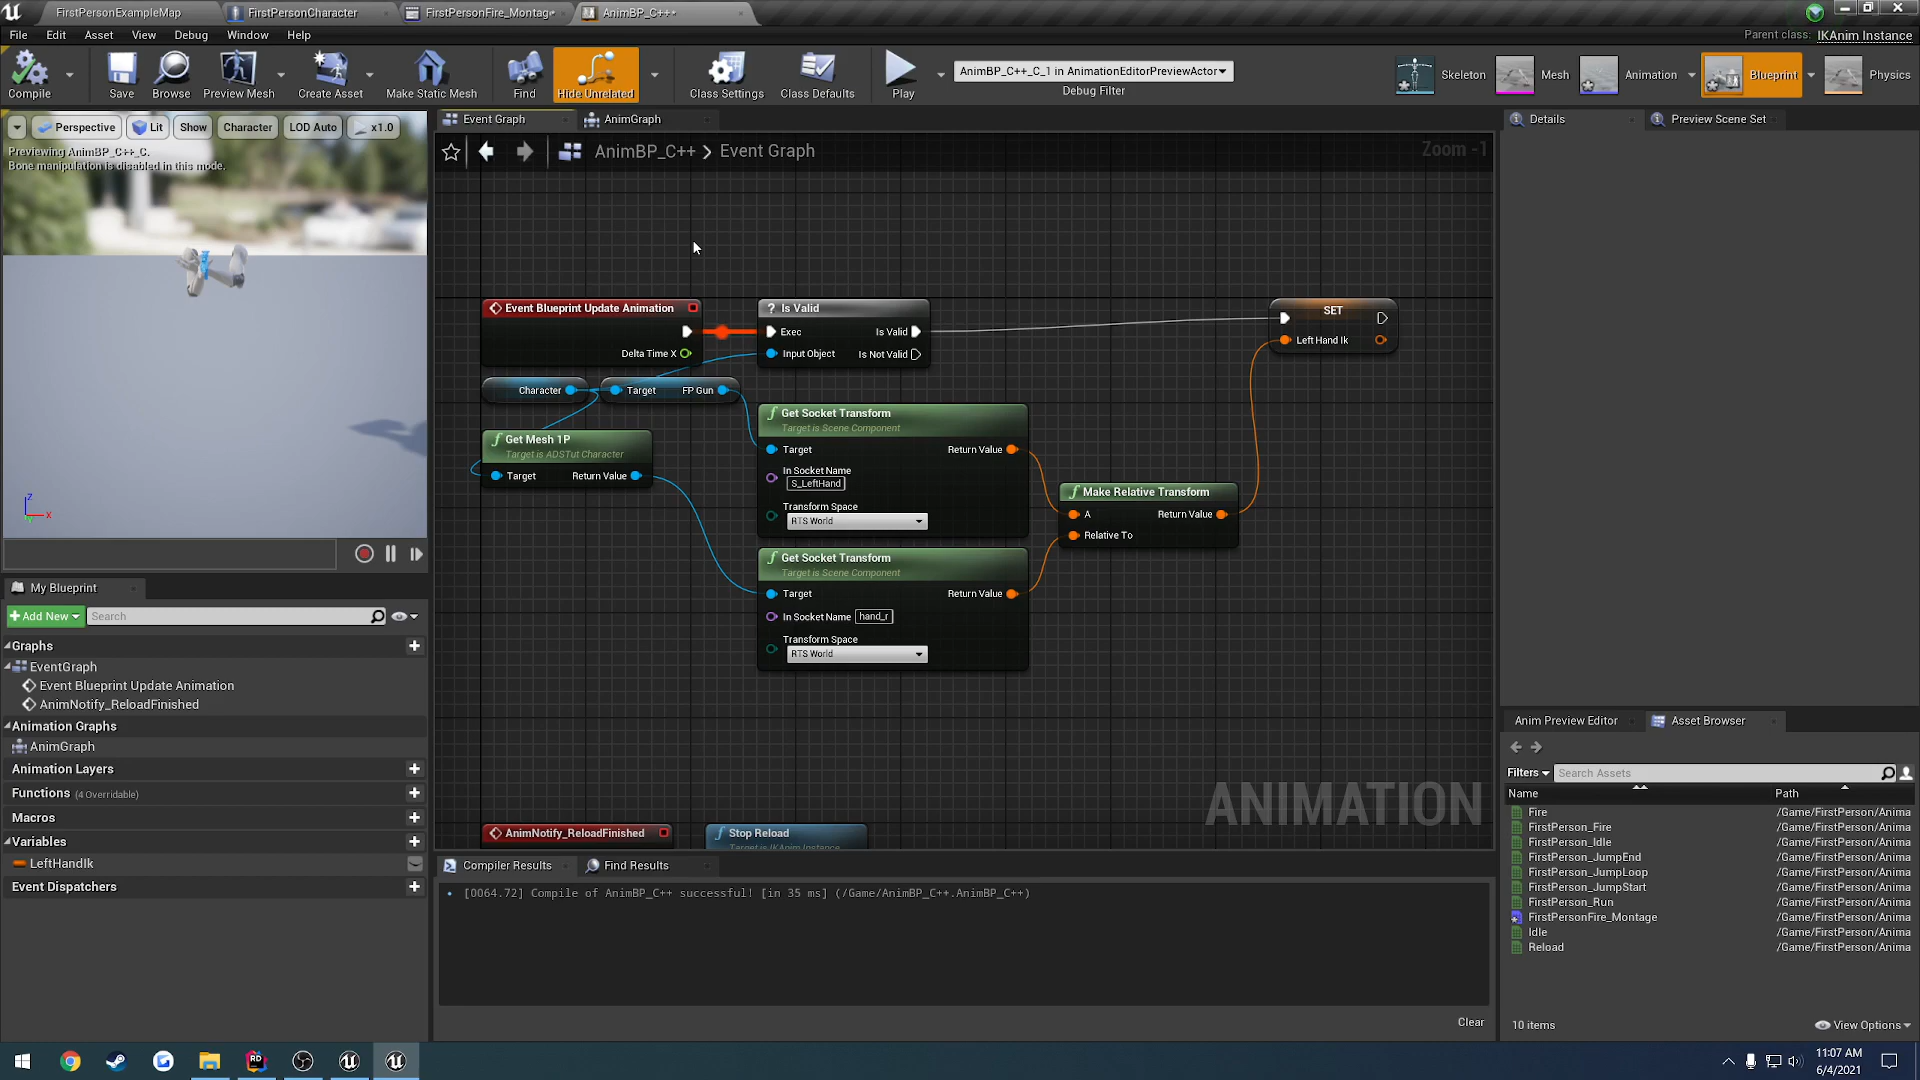 FirstPersonExampleMap
FirstPersonCharacter
FirstPersonFire_Montag•
AnimBP_C++•
File Edit Asset View Debug Window Help
Parent class: IKAnim Instance
Compile
Save
Browse
Preview Mesh
Create Asset
Make Static Mesh
Find
Hide Unrelated
Class Settings
Class Defaults
Play
AnimBP_C++_C_1 in AnimationEditorPreviewActor
Debug Filter
Skeleton
Mesh
Animation
Blueprint
Physics
Perspective Lit Show Character LOD Auto x1.0
Previewing AnimBP_C++_C.
Bone manipulation is disabled in this mode.
Z
X
Event Graph
AnimGraph
AnimBP_C++ > Event Graph
Zoom -1
Event Blueprint Update Animation
Delta Time X
? Is Valid
Exec
Is Valid
Input Object
Is Not Valid
Character
Target FP Gun
Get Mesh 1P
Target is ADSTut Character
Target Return Value
f Get Socket Transform
Target is Scene Component
Target
Return Value
In Socket Name
S_LeftHand
Transform Space
RTS World
f Get Socket Transform
Target is Scene Component
Target
Return Value
In Socket Name hand_r
Transform Space
RTS World
f Make Relative Transform
A
Return Value
Relative To
SET
Left Hand Ik
AnimNotify_ReloadFinished
f Stop Reload
Target is IKAnim Instance
ANIMATION
My Blueprint
+Add New
Search
Graphs
EventGraph
Event Blueprint Update Animation
AnimNotify_ReloadFinished
Animation Graphs
AnimGraph
Animation Layers
Functions (4 Overridable)
Macros
Variables
LeftHandIk
Event Dispatchers
Compiler Results
Find Results
• [0064.72] Compile of AnimBP_C++ successful! [in 35 ms] (/Game/AnimBP_C++.AnimBP_C++)
Clear
Details
Preview Scene Set
Anim Preview Editor
Asset Browser
Filters
Search Assets
Name
Path
Fire /Game/FirstPerson/Anima
FirstPerson_Fire /Game/FirstPerson/Anima
FirstPerson_Idle /Game/FirstPerson/Anima
FirstPerson_JumpEnd /Game/FirstPerson/Anima
FirstPerson_JumpLoop /Game/FirstPerson/Anima
FirstPerson_JumpStart /Game/FirstPerson/Anima
FirstPerson_Run /Game/FirstPerson/Anima
FirstPersonFire_Montage /Game/FirstPerson/Anima
Idle /Game/FirstPerson/Anima
Reload /Game/FirstPerson/Anima
10 items
View Options
RD
11:07 AM
6/4/2021